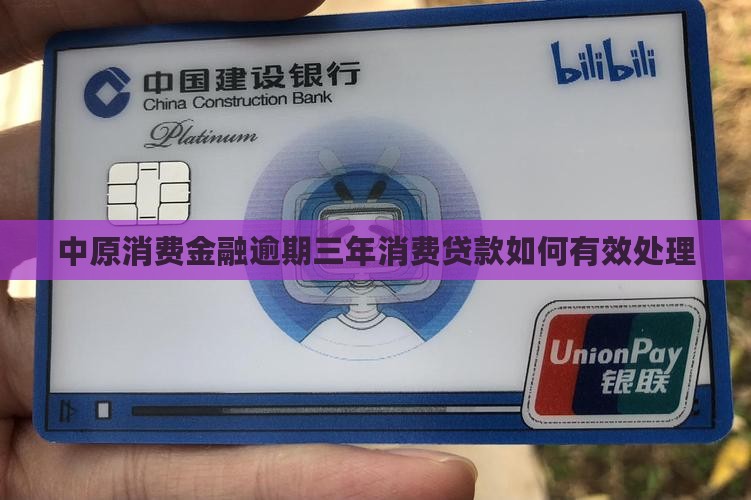 中国建设银行
China Construction Bank
bilibili
Platinum
中原消费金融逾期三年消费贷款如何有效处理
UnionPay
银联